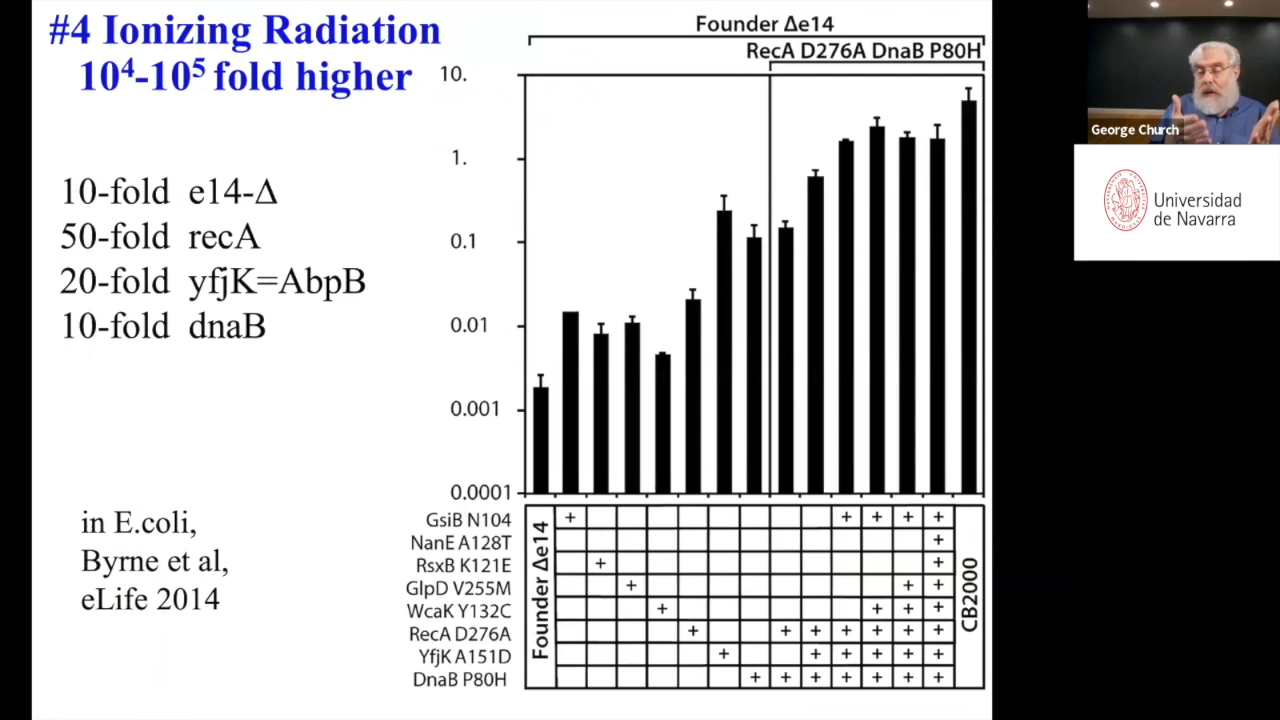 #4 Ionizing Radiation
10⁴-10⁵ fold higher
10-fold e14-Δ
50-fold recA
20-fold yfjK=AbpB
10-fold dnaB
in E.coli,
Byrne et al,
eLife 2014
Founder Δe14
RecA D276A DnaB P80H
10.
1.
0.1
0.01
0.001
0.0001
GsiB N104
NanE A128T
RsxB K121E
GlpD V255M
WcaK Y132C
RecA D276A
YfjK A151D
DnaB P80H
Founder Δe14
+ + + + +
+
+ +
+ + +
+ + + +
+ + + + + + +
+ + + + + +
+ + + + + + +
CB2000
George Church
Universidad
de Navarra